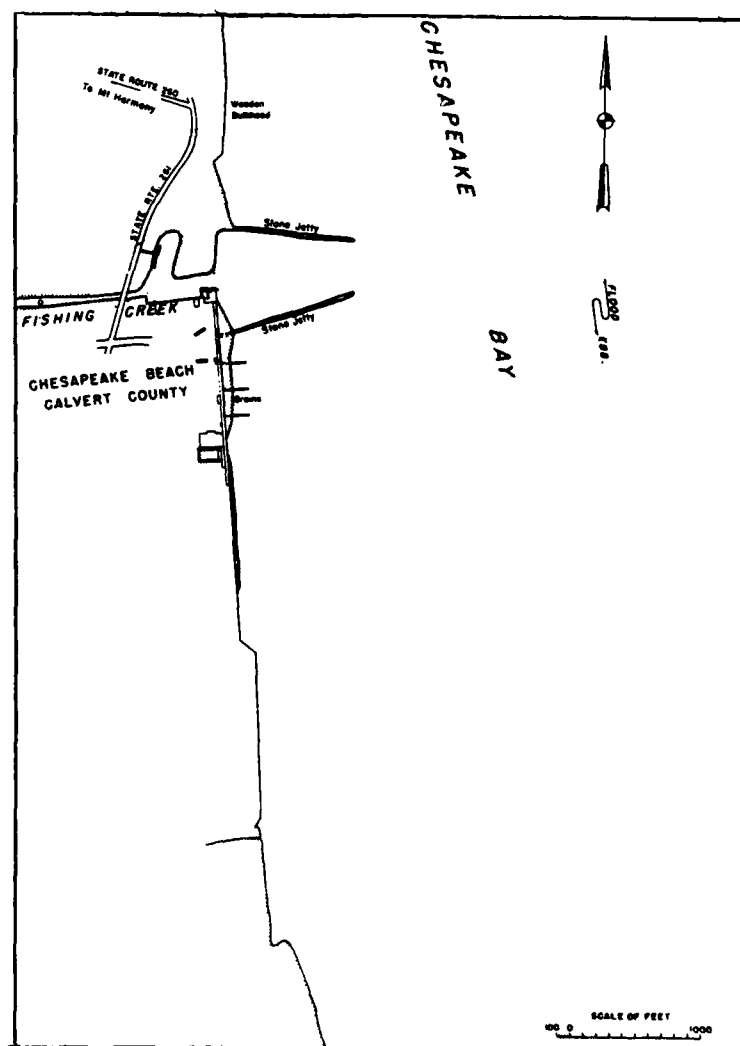 CHESAPEAKE
BAY
STATE ROUTE 260
To Mt Harmony
Wooden
Bulkhead
STATE RTE 261
Stone Jetty
FISHING CREEK
Stone Jetty
FLOOD
EBB.
CHESAPEAKE BEACH
CALVERT COUNTY
SCALE OF FEET
100 0 1000